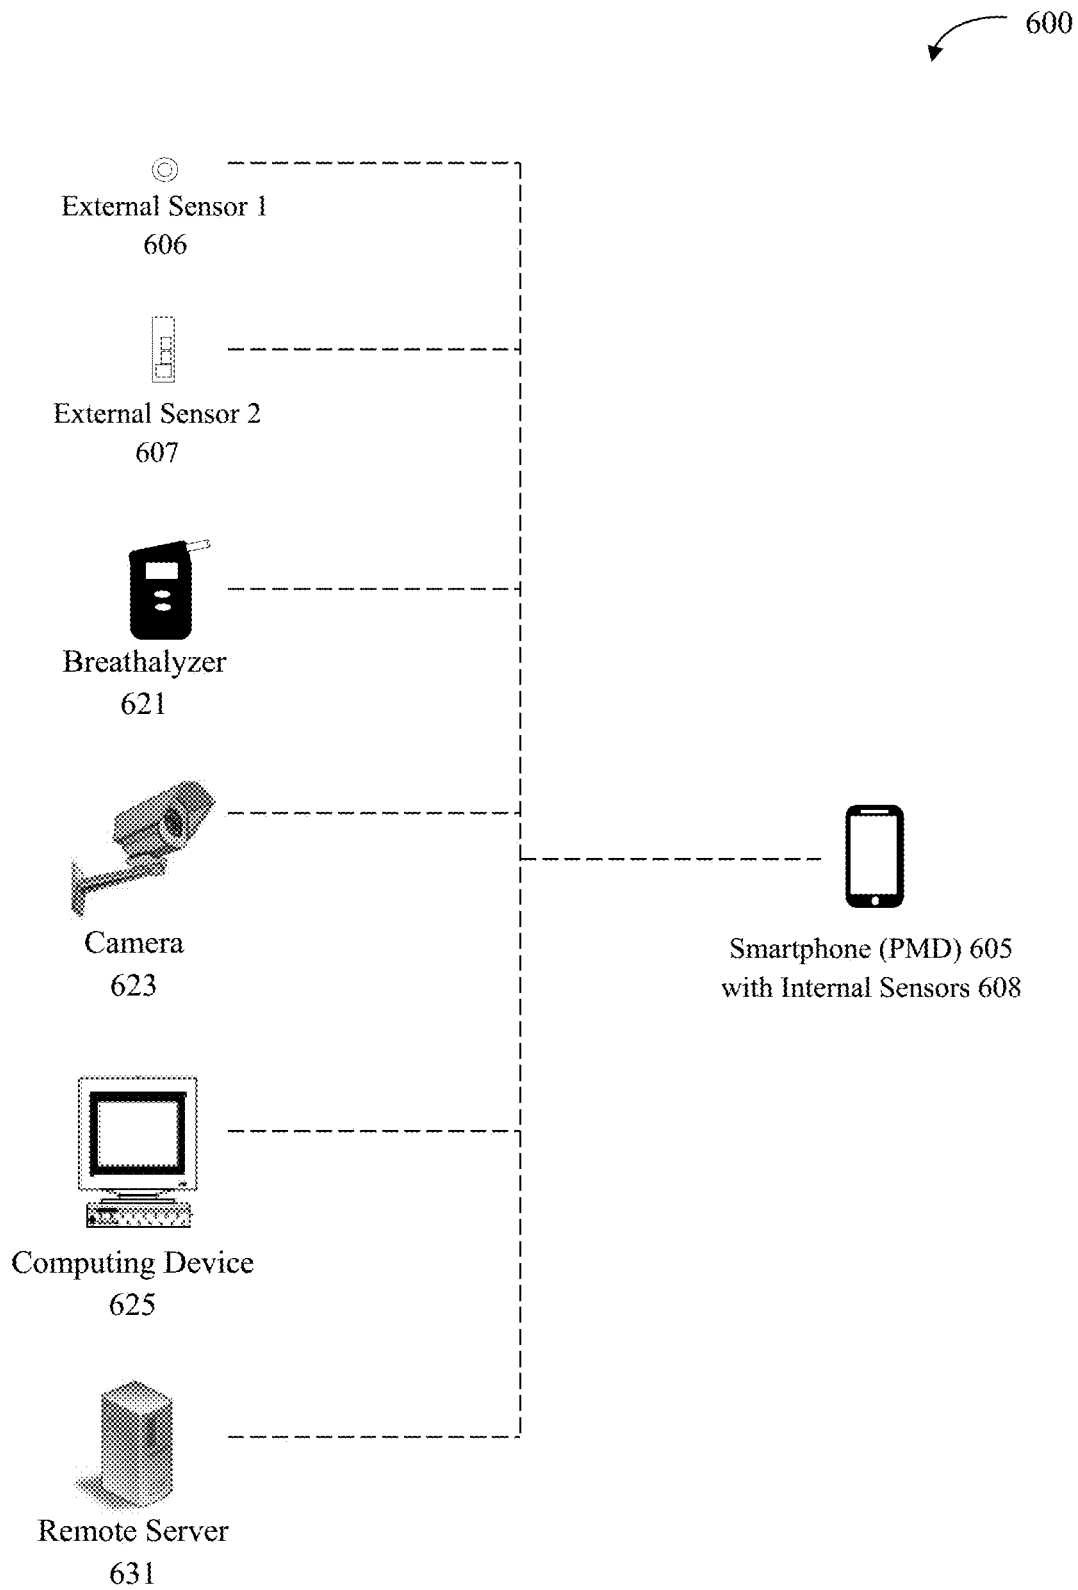 600
External Sensor 1
606
External Sensor 2
607
Breathalyzer
621
Camera
623
Smartphone (PMD) 605
with Internal Sensors 608
Computing Device
625
Remote Server
631